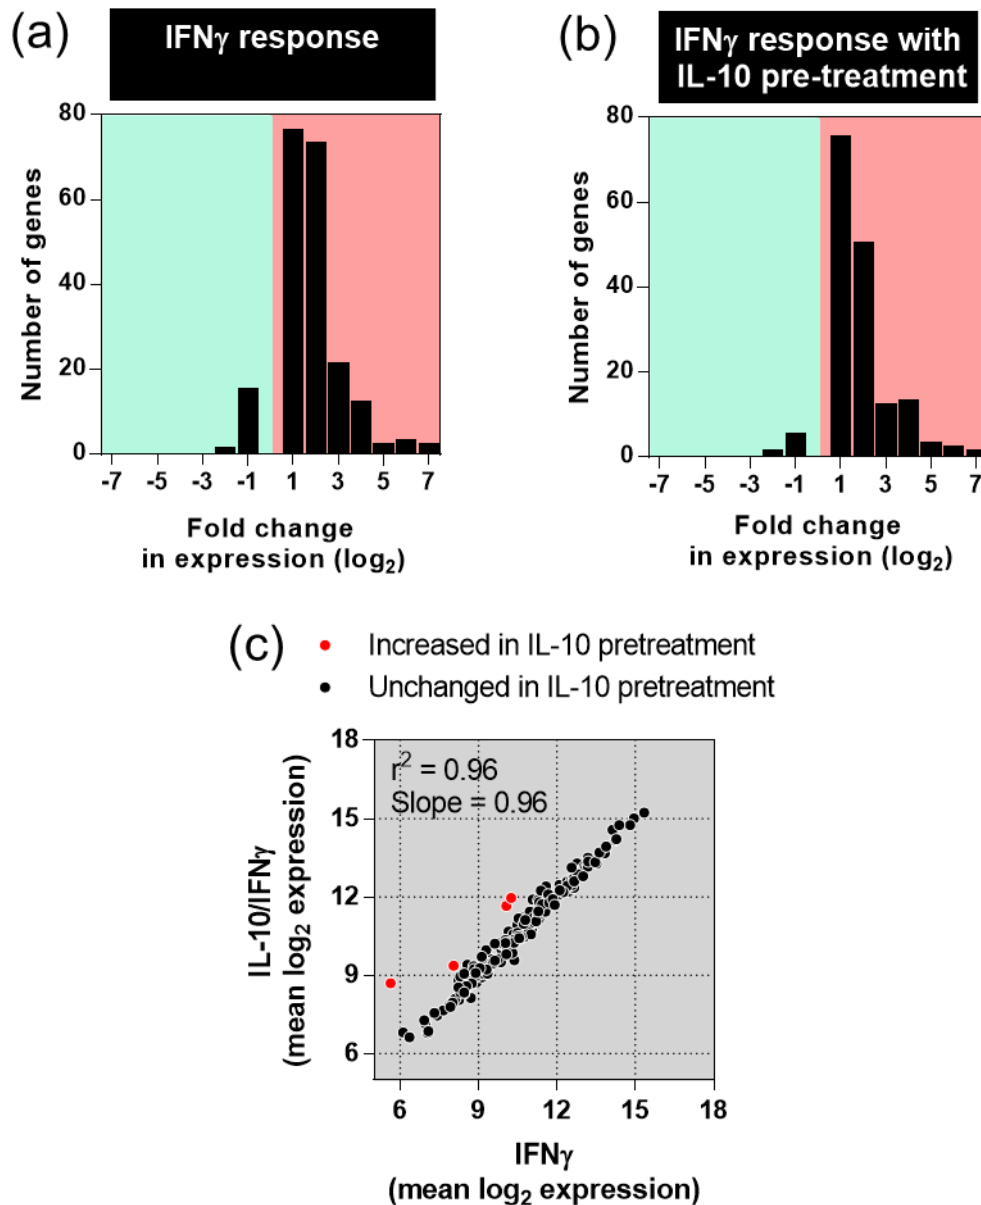 (a)
IFNγ response
80
60
40
20
0
Number of genes
-7 -5 -3 -1 1 3 5 7
Fold change
in expression (log₂)
(b)
IFNγ response with
IL-10 pre-treatment
80
60
40
20
0
Number of genes
-7 -5 -3 -1 1 3 5 7
Fold change
in expression (log₂)
(c)
Increased in IL-10 pretreatment
Unchanged in IL-10 pretreatment
r² = 0.96
Slope = 0.96
18
15
12
9
6
IL-10/IFNγ
(mean log₂ expression)
6 9 12 15 18
IFNγ
(mean log₂ expression)